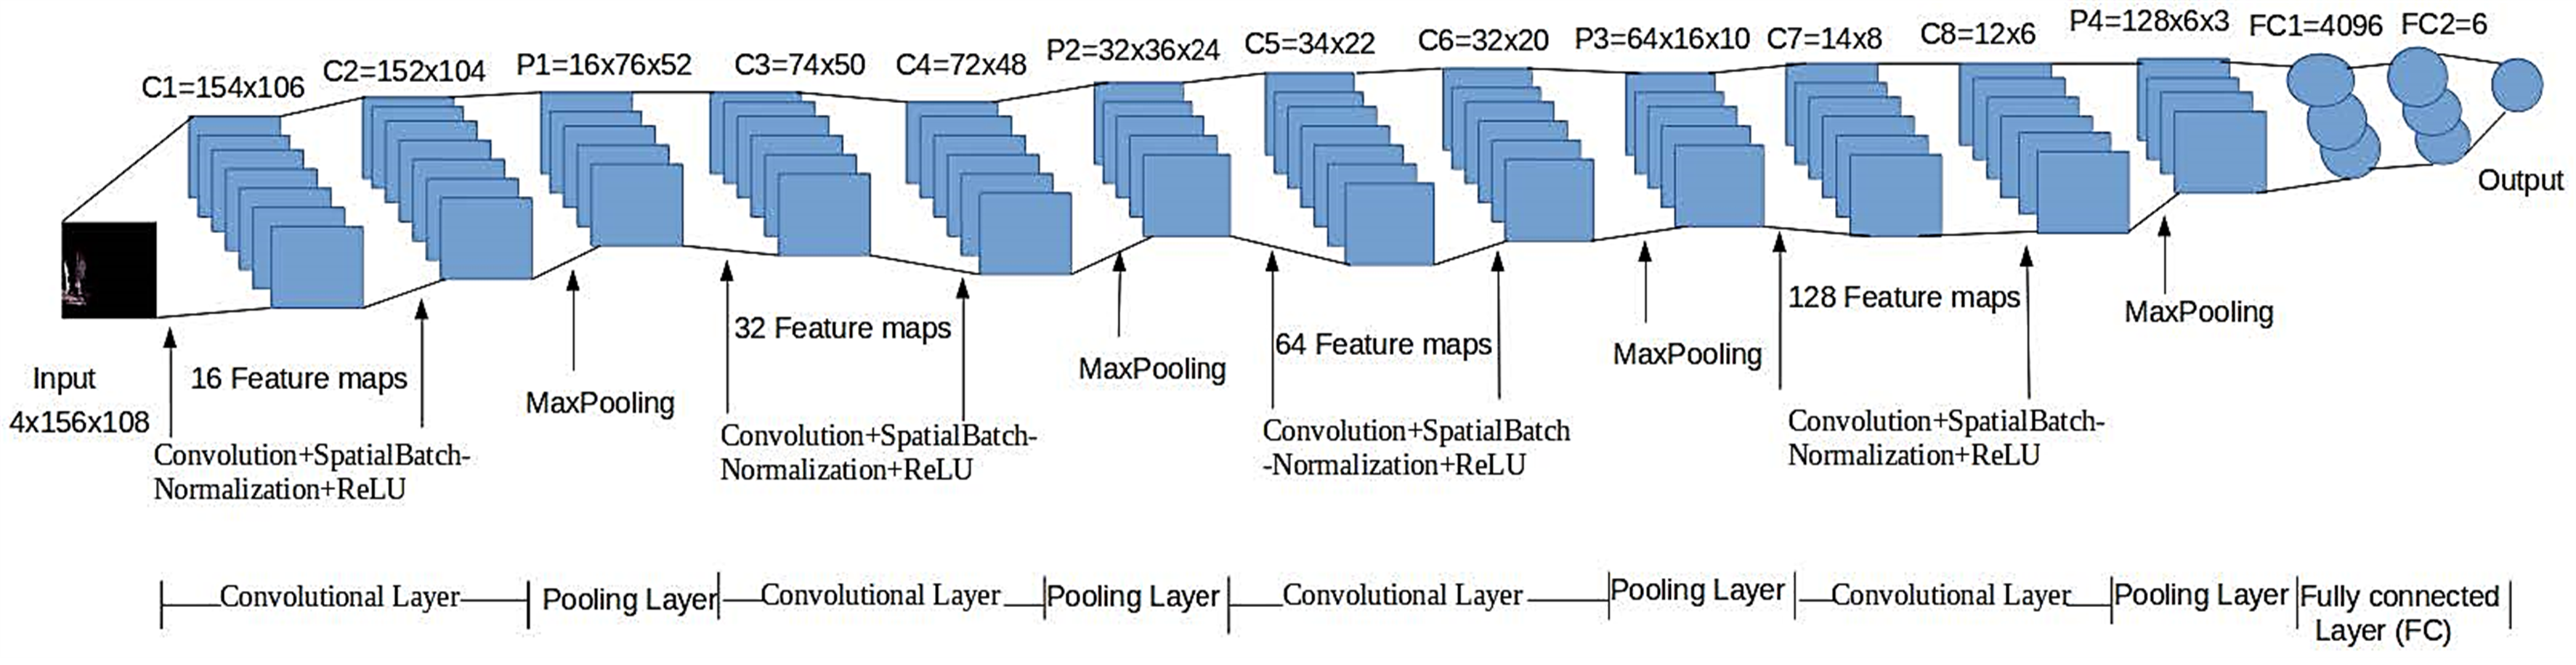 C1=154x106
C2=152x104
P1=16x76x52
C3=74x50
C4=72x48
P2=32x36x24
C5=34x22
C6=32x20
P3=64x16x10
C7=14x8
C8=12x6
P4=128x6x3
FC1=4096
FC2=6
Output
Input
4x156x108
16 Feature maps
Convolution+SpatialBatch-
Normalization+ReLU
MaxPooling
32 Feature maps
Convolution+SpatialBatch-
Normalization+ReLU
MaxPooling
64 Feature maps
Convolution+SpatialBatch
-Normalization+ReLU
MaxPooling
128 Feature maps
Convolution+SpatialBatch-
Normalization+ReLU
MaxPooling
Convolutional Layer
Pooling Layer
Convolutional Layer
Pooling Layer
Convolutional Layer
Pooling Layer
Convolutional Layer
Pooling Layer
Fully connected
Layer (FC)